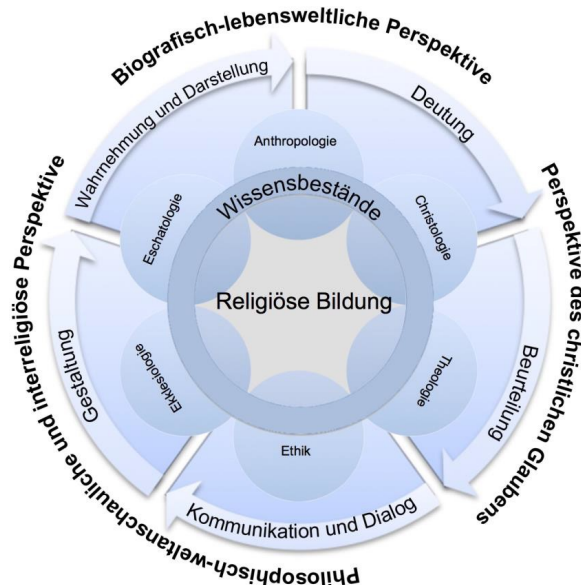 Biografisch-lebensweltliche Perspektive
Perspektive des christlichen Glaubens
Philosophisch-weltanschauliche und interreligiöse Perspektive
Wahrnehmung und Darstellung
Deutung
Beurteilung
Kommunikation und Dialog
Gestaltung
Anthropologie
Christologie
Theologie
Ethik
Ekklesiologie
Eschatologie
Wissensbestände
Religiöse Bildung